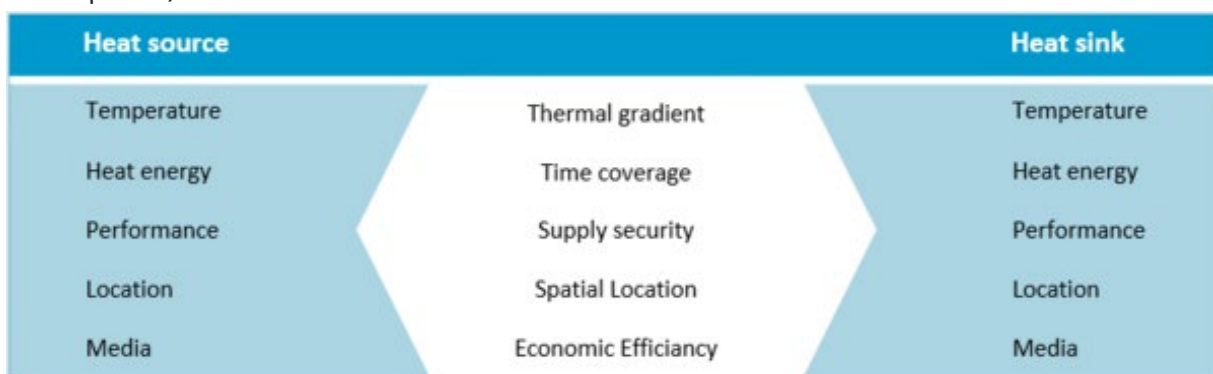 Heat source Heat sink
Temperature Thermal gradient Temperature
Heat energy Time coverage Heat energy
Performance Supply security Performance
Location Spatial Location Location
Media Economic Efficiancy Media